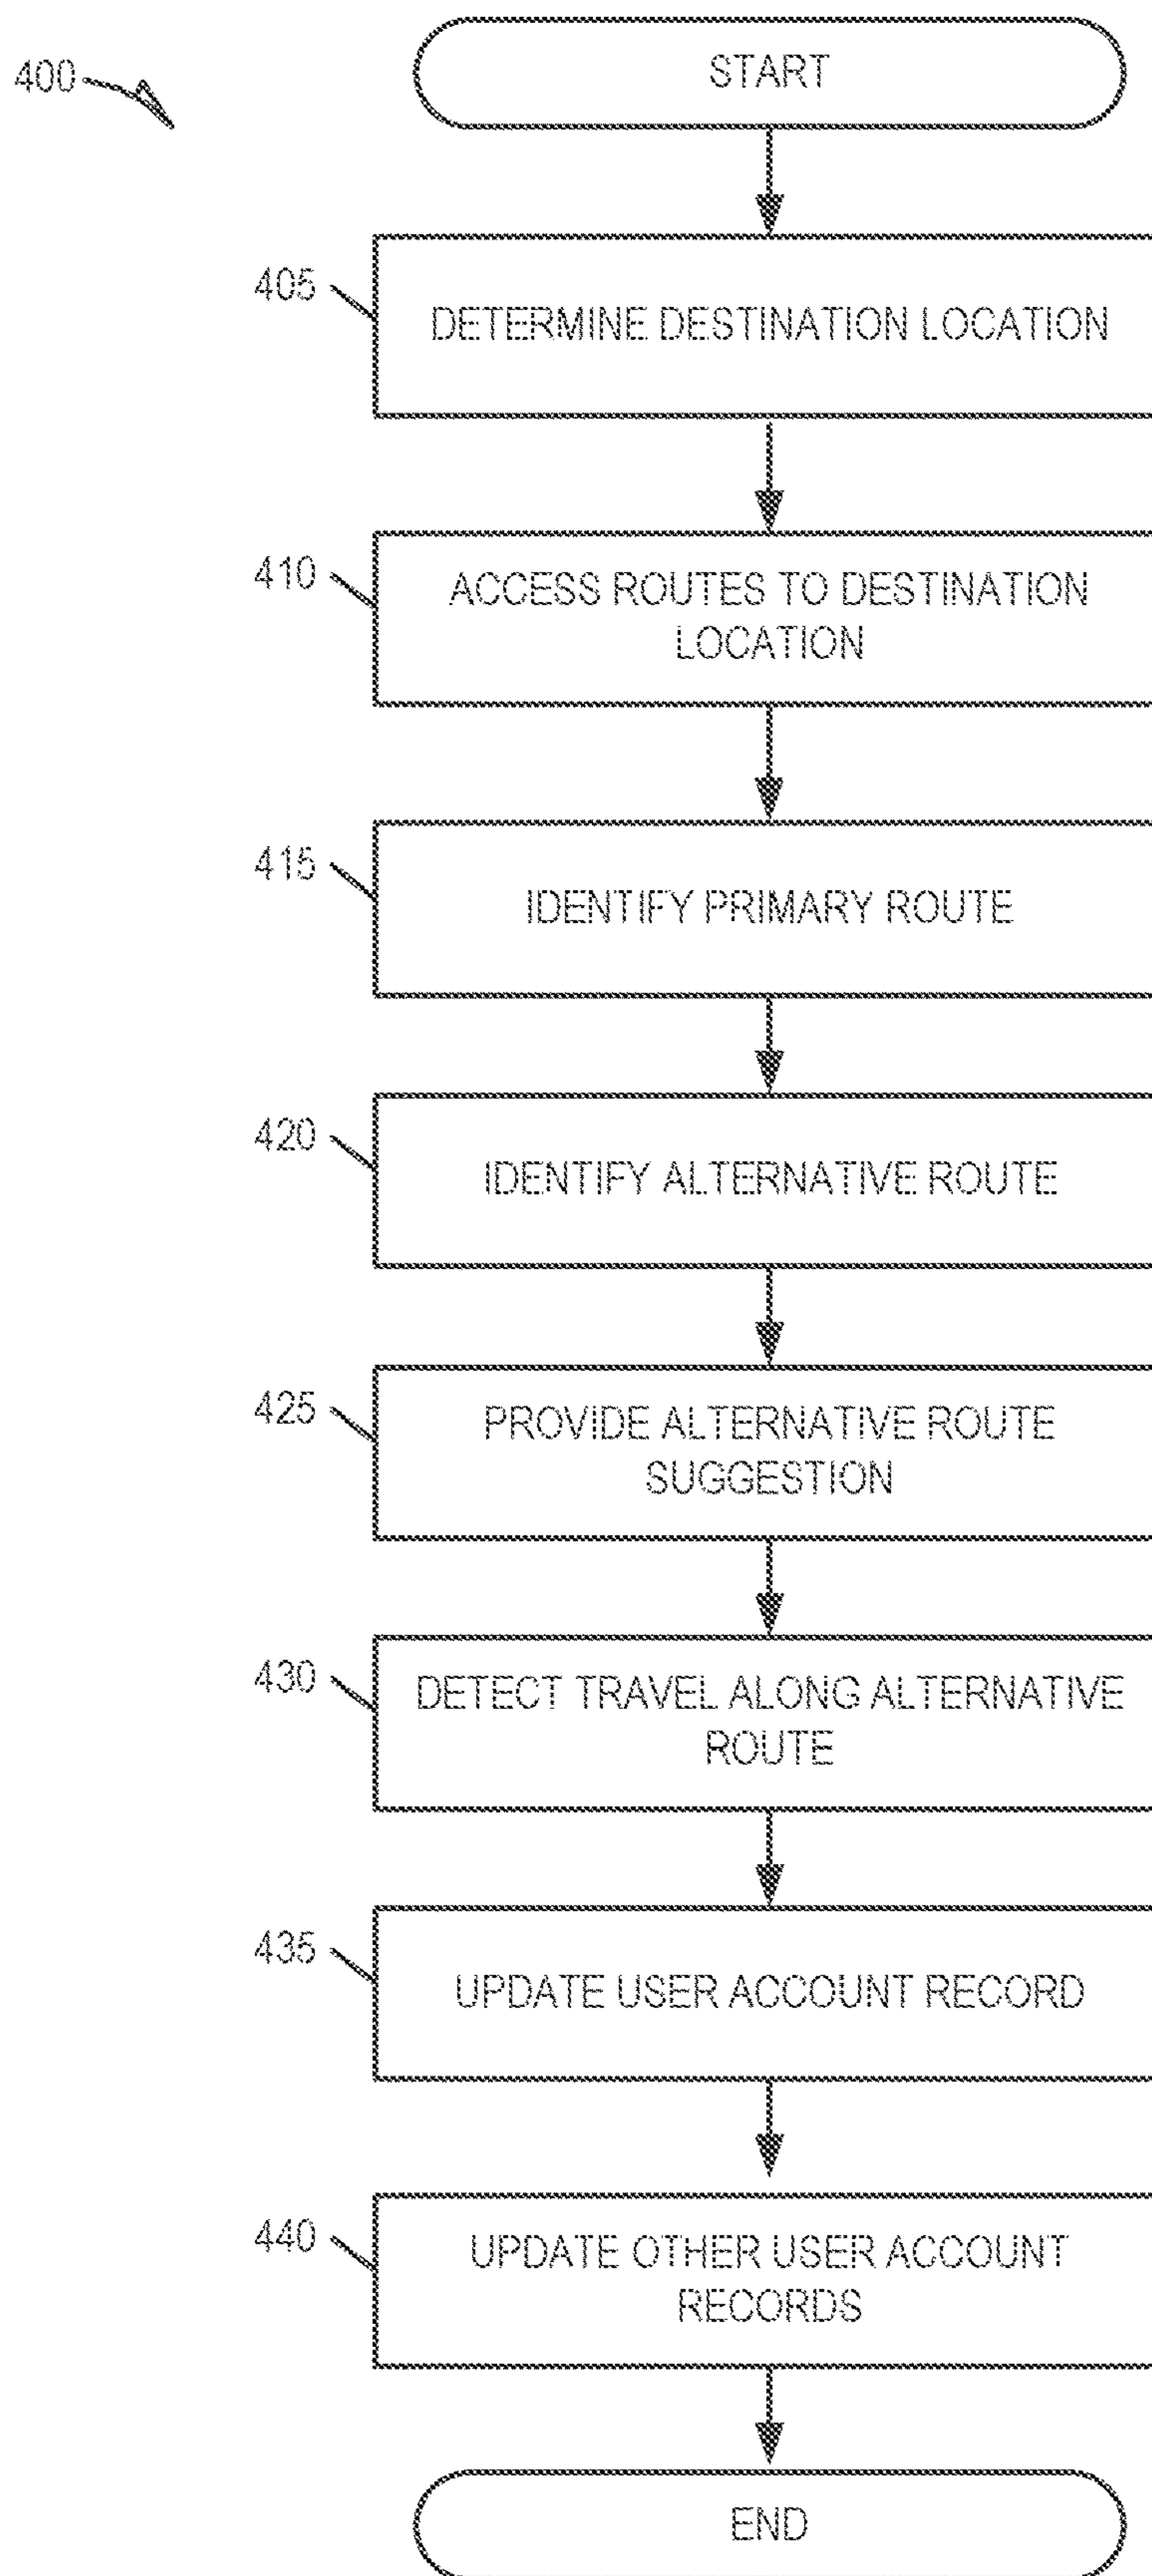 400
START
405
DETERMINE DESTINATION LOCATION
410
ACCESS ROUTES TO DESTINATION
LOCATION
415
IDENTIFY PRIMARY ROUTE
420
IDENTIFY ALTERNATIVE ROUTE
425
PROVIDE ALTERNATIVE ROUTE
SUGGESTION
430
DETECT TRAVEL ALONG ALTERNATIVE
ROUTE
435
UPDATE USER ACCOUNT RECORD
440
UPDATE OTHER USER ACCOUNT
RECORDS
END